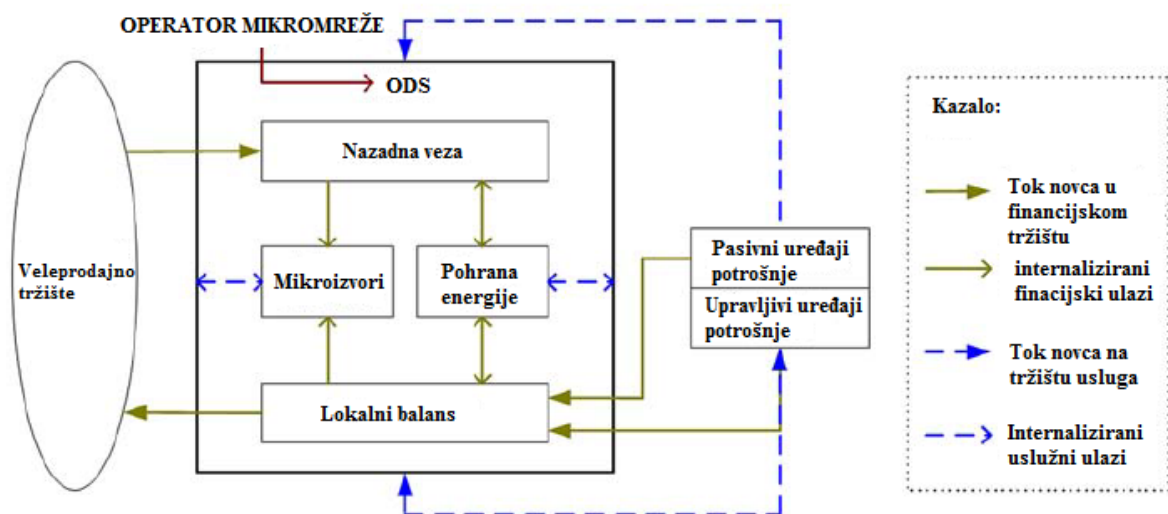 OPERATOR MIKROMREŽE
ODS
Nazadna veza
Veleprodajno
tržište
Mikroizvori
Pohrana
energije
Lokalni balans
Pasivni uređaji
potrošnje
Upravljivi uređaji
potrošnje
Kazalo:
Tok novca u
financijskom
tržištu
internalizirani
finacijski ulazi
Tok novca na
tržištu usluga
Internalizirani
uslužni ulazi